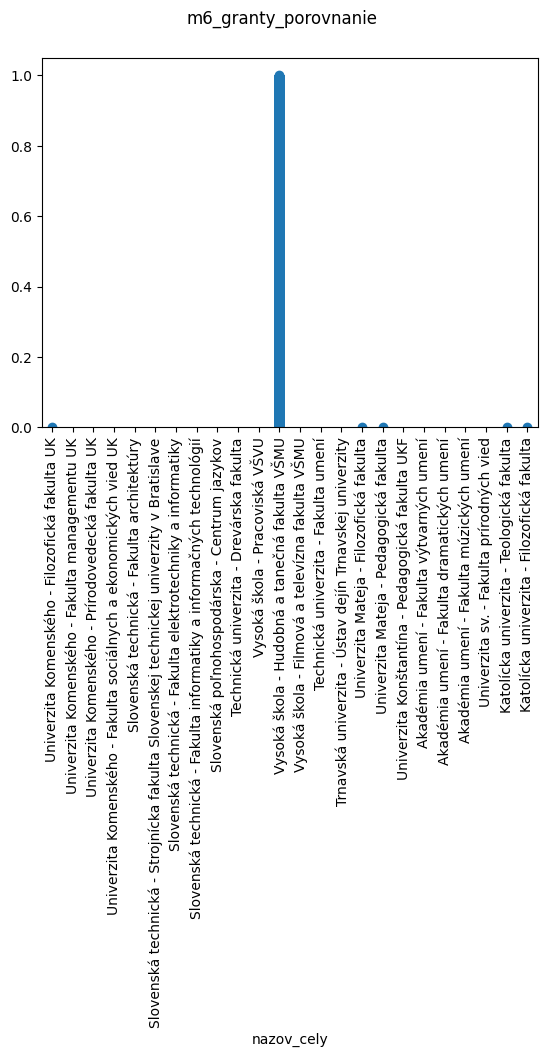 m6_granty_porovnanie
1.0
0.8
0.6
0.4
0.2
0.0
Univerzita Komenského - Filozofická fakulta UK
Univerzita Komenského - Fakulta managementu UK
Univerzita Komenského - Prírodovedecká fakulta UK
Univerzita Komenského - Fakulta sociálnych a ekonomických vied UK
Slovenská technická - Fakulta architektúry
Slovenská technická - Strojnícka fakulta Slovenskej technickej univerzity v Bratislave
Slovenská technická - Fakulta elektrotechniky a informatiky
Slovenská technická - Fakulta informatiky a informačných technológií
Slovenská poľnohospodárska - Centrum jazykov
Technická univerzita - Drevárska fakulta
Vysoká škola - Pracoviská VŠVU
Vysoká škola - Hudobná a tanečná fakulta VŠMU
Vysoká škola - Filmová a televízna fakulta VŠMU
Technická univerzita - Fakulta umení
Trnavská univerzita - Ústav dejín Trnavskej univerzity
Univerzita Mateja - Filozofická fakulta
Univerzita Mateja - Pedagogická fakulta
Univerzita Konštantína - Pedagogická fakulta UKF
Akadémia umení - Fakulta výtvarných umení
Akadémia umení - Fakulta dramatických umení
Akadémia umení - Fakulta múzických umení
Univerzita sv. - Fakulta prírodných vied
Katolícka univerzita - Teologická fakulta
Katolícka univerzita - Filozofická fakulta
nazov_cely